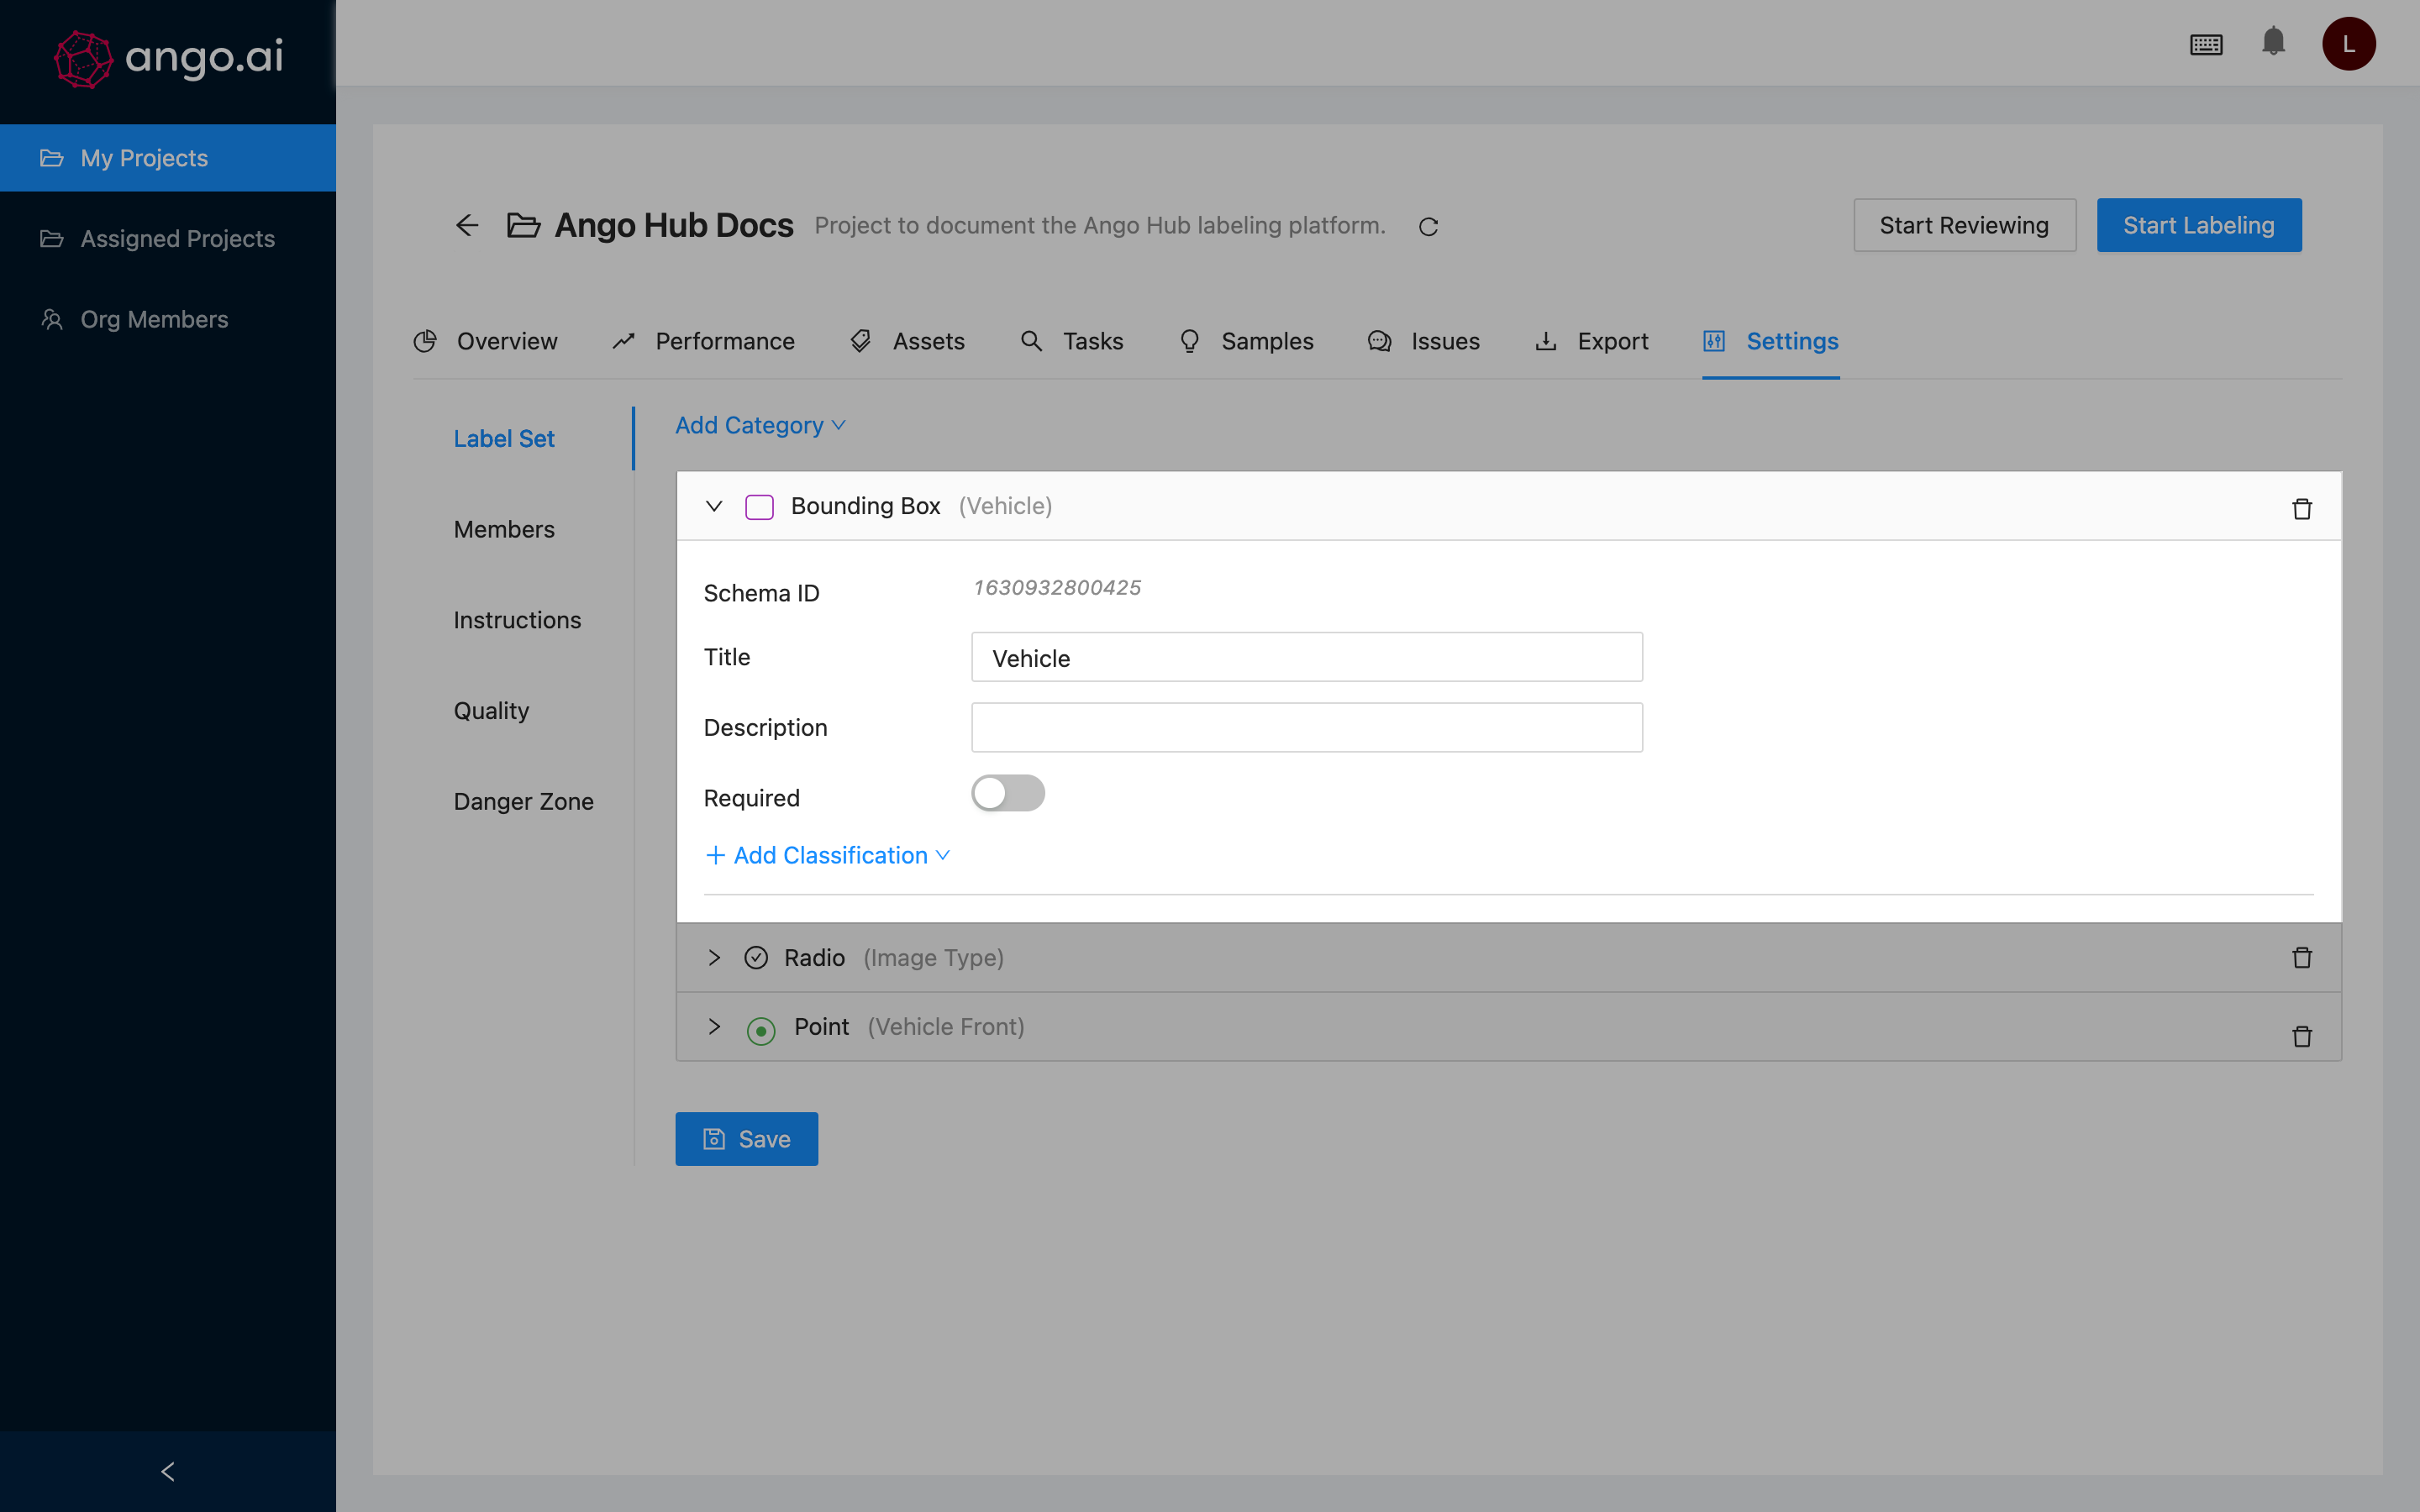 ango.ai
L
My Projects
Assigned Projects
Org Members
Ango Hub Docs Project to document the Ango Hub labeling platform.
Start Reviewing
Start Labeling
Overview Performance Assets Tasks Samples Issues Export Settings
Label Set
Members
Instructions
Quality
Danger Zone
Add Category
Bounding Box (Vehicle)
Schema ID 1630932800425
Title Vehicle
Description
Required
+ Add Classification
Radio (Image Type)
Point (Vehicle Front)
Save